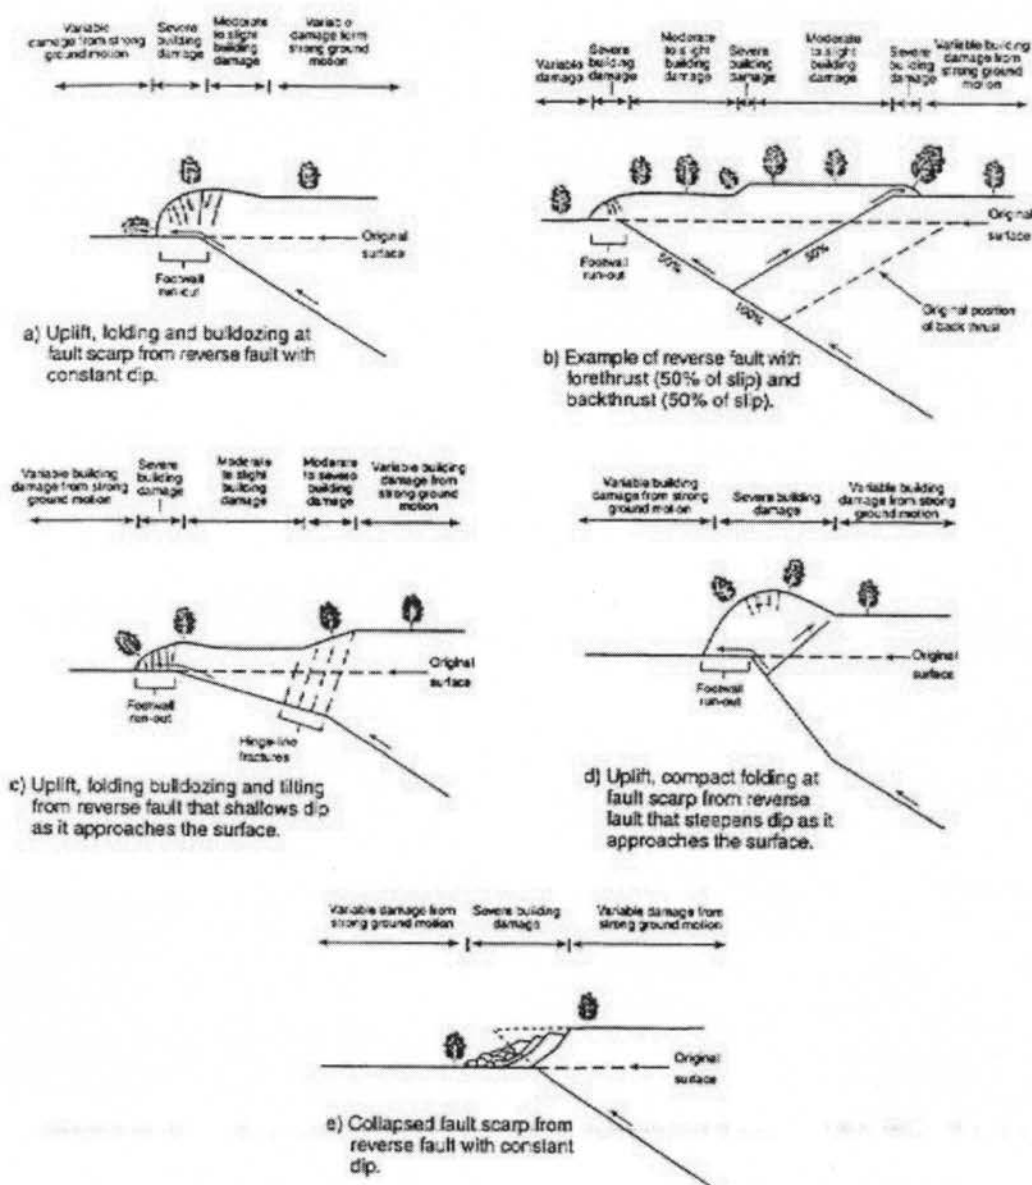 Variable
damage from strong
ground motion
Severe
building
damage
Moderate
to slight
building
damage
Variable
damage form
strong ground
motion
Original
surface
Footwall
run-out
a) Uplift, folding and bulldozing at
fault scarp from reverse fault with
constant dip.
Variable
damage
Severe
building
damage
Moderate
to slight
building
damage
Severe
building
damage
Moderate
to slight
building
damage
Severe
building
damage
Variable building
damage from
strong ground
motion
Original
surface
Footwall
run-out
50%
50%
100%
Original position
of back thrust
b) Example of reverse fault with
forethrust (50% of slip) and
backthrust (50% of slip).
Variable building
damage from strong
ground motion
Severe
building
damage
Moderate
to slight
building
damage
Moderate
to severe
building
damage
Variable building
damage from
strong ground
motion
Original
surface
Footwall
run-out
Hinge-line
fractures
c) Uplift, folding bulldozing and tilting
from reverse fault that shallows dip
as it approaches the surface.
Variable building
damage from strong
ground motion
Severe building
damage
Variable building
damage from strong
ground motion
Original
surface
Footwall
run-out
d) Uplift, compact folding at
fault scarp from reverse
fault that steepens dip as it
approaches the surface.
Variable damage from
strong ground motion
Severe building
damage
Variable damage from
strong ground motion
Original
surface
e) Collapsed fault scarp from
reverse fault with constant
dip.